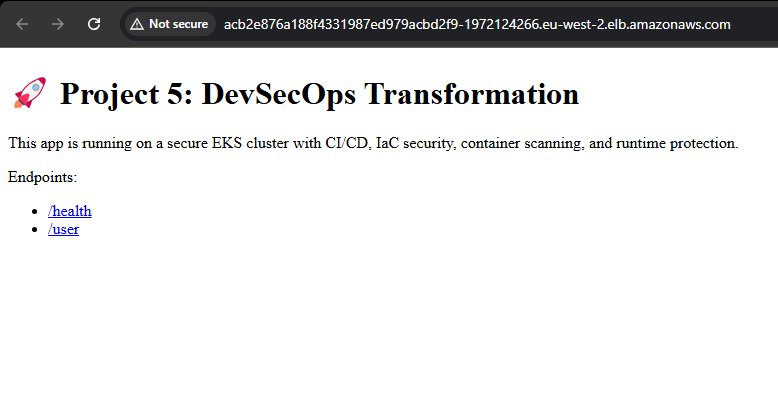 Not secure acb2e876a188f4331987ed979acbd2f9-1972124266.eu-west-2.elb.amazonaws.com
🚀 Project 5: DevSecOps Transformation
This app is running on a secure EKS cluster with CI/CD, IaC security, container scanning, and runtime protection.
Endpoints:
• /health
• /user